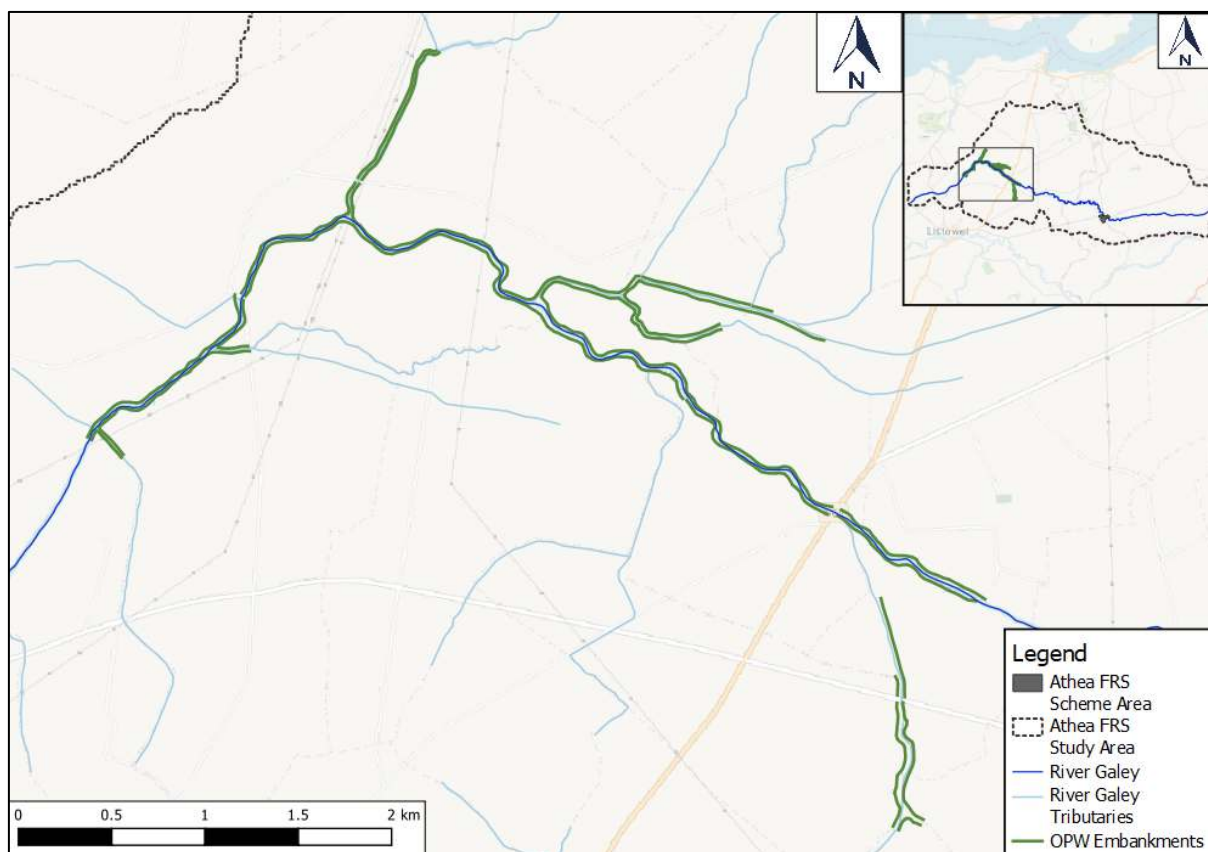 N
N
Listowel
Legend
Athea FRS
Scheme Area
Athea FRS
Study Area
River Galey
River Galey
Tributaries
OPW Embankments
0 0.5 1 1.5 2 km